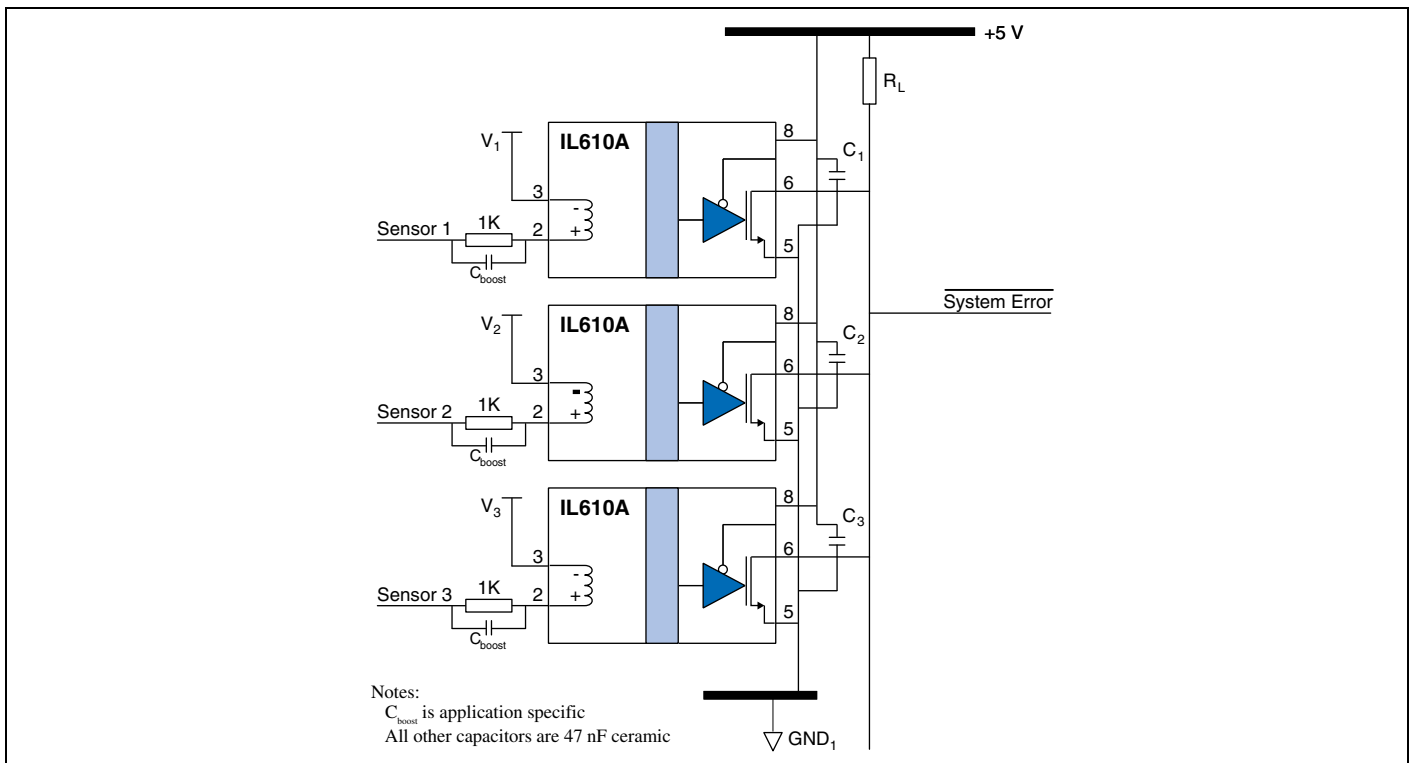 +5 V
R_L
V_1
IL610A
8
C_1
6
3
-
Sensor 1
1K
2
+
5
C_boost
System Error
V_2
IL610A
8
C_2
6
3
-
Sensor 2
1K
2
+
5
C_boost
V_3
IL610A
8
C_3
6
3
-
Sensor 3
1K
2
+
5
C_boost
Notes:
C_boost is application specific
All other capacitors are 47 nF ceramic
GND_1